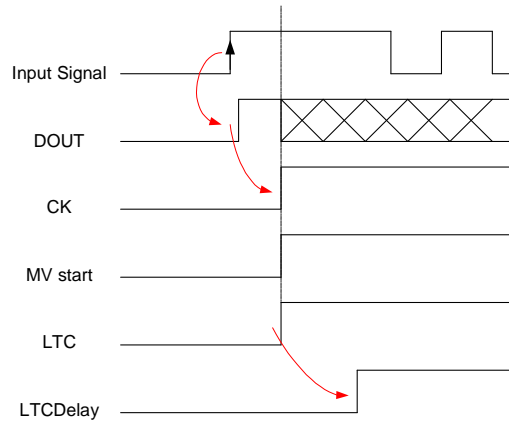 Input Signal
DOUT
CK
MV start
LTC
LTCDelay